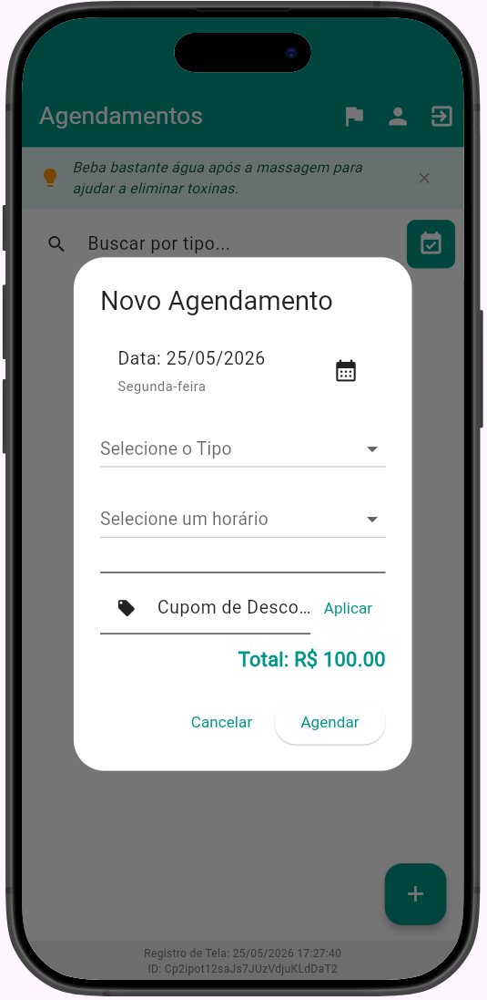 Agendamentos
Beba bastante água após a massagem para
ajudar a eliminar toxinas.
Buscar por tipo...
Novo Agendamento
Data: 25/05/2026
Segunda-feira
Selecione o Tipo
Selecione um horário
Cupom de Desco...
Aplicar
Total: R$ 100.00
Cancelar
Agendar
Registro de Tela: 25/05/2026 17:27:40
ID: Cp2ipot12saJs7JUzVdjuKLdDaT2